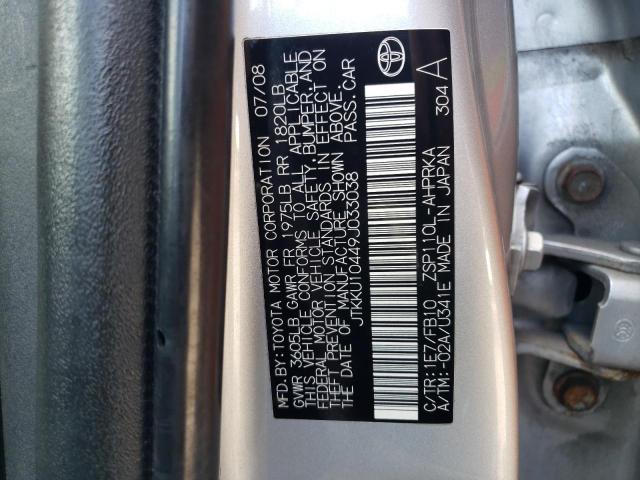 MFD.BY:TOYOTA MOTOR CORPORATION 07/08
GVWR 3605LB GAWR FR 1975LB RR 1820LB
THIS VEHICLE CONFORMS TO ALL APPLICABLE
FEDERAL MOTOR VEHICLE SAFETY, BUMPER, AND
THEFT PREVENTION STANDARDS IN EFFECT ON
THE DATE OF MANUFACTURE SHOWN ABOVE.
JTKKU10449J033038 PASS.CAR
C/TR:1E7/FB10 ZSP110L-AHPRKA
A/TM:-02A/U341E MADE IN JAPAN 304 A